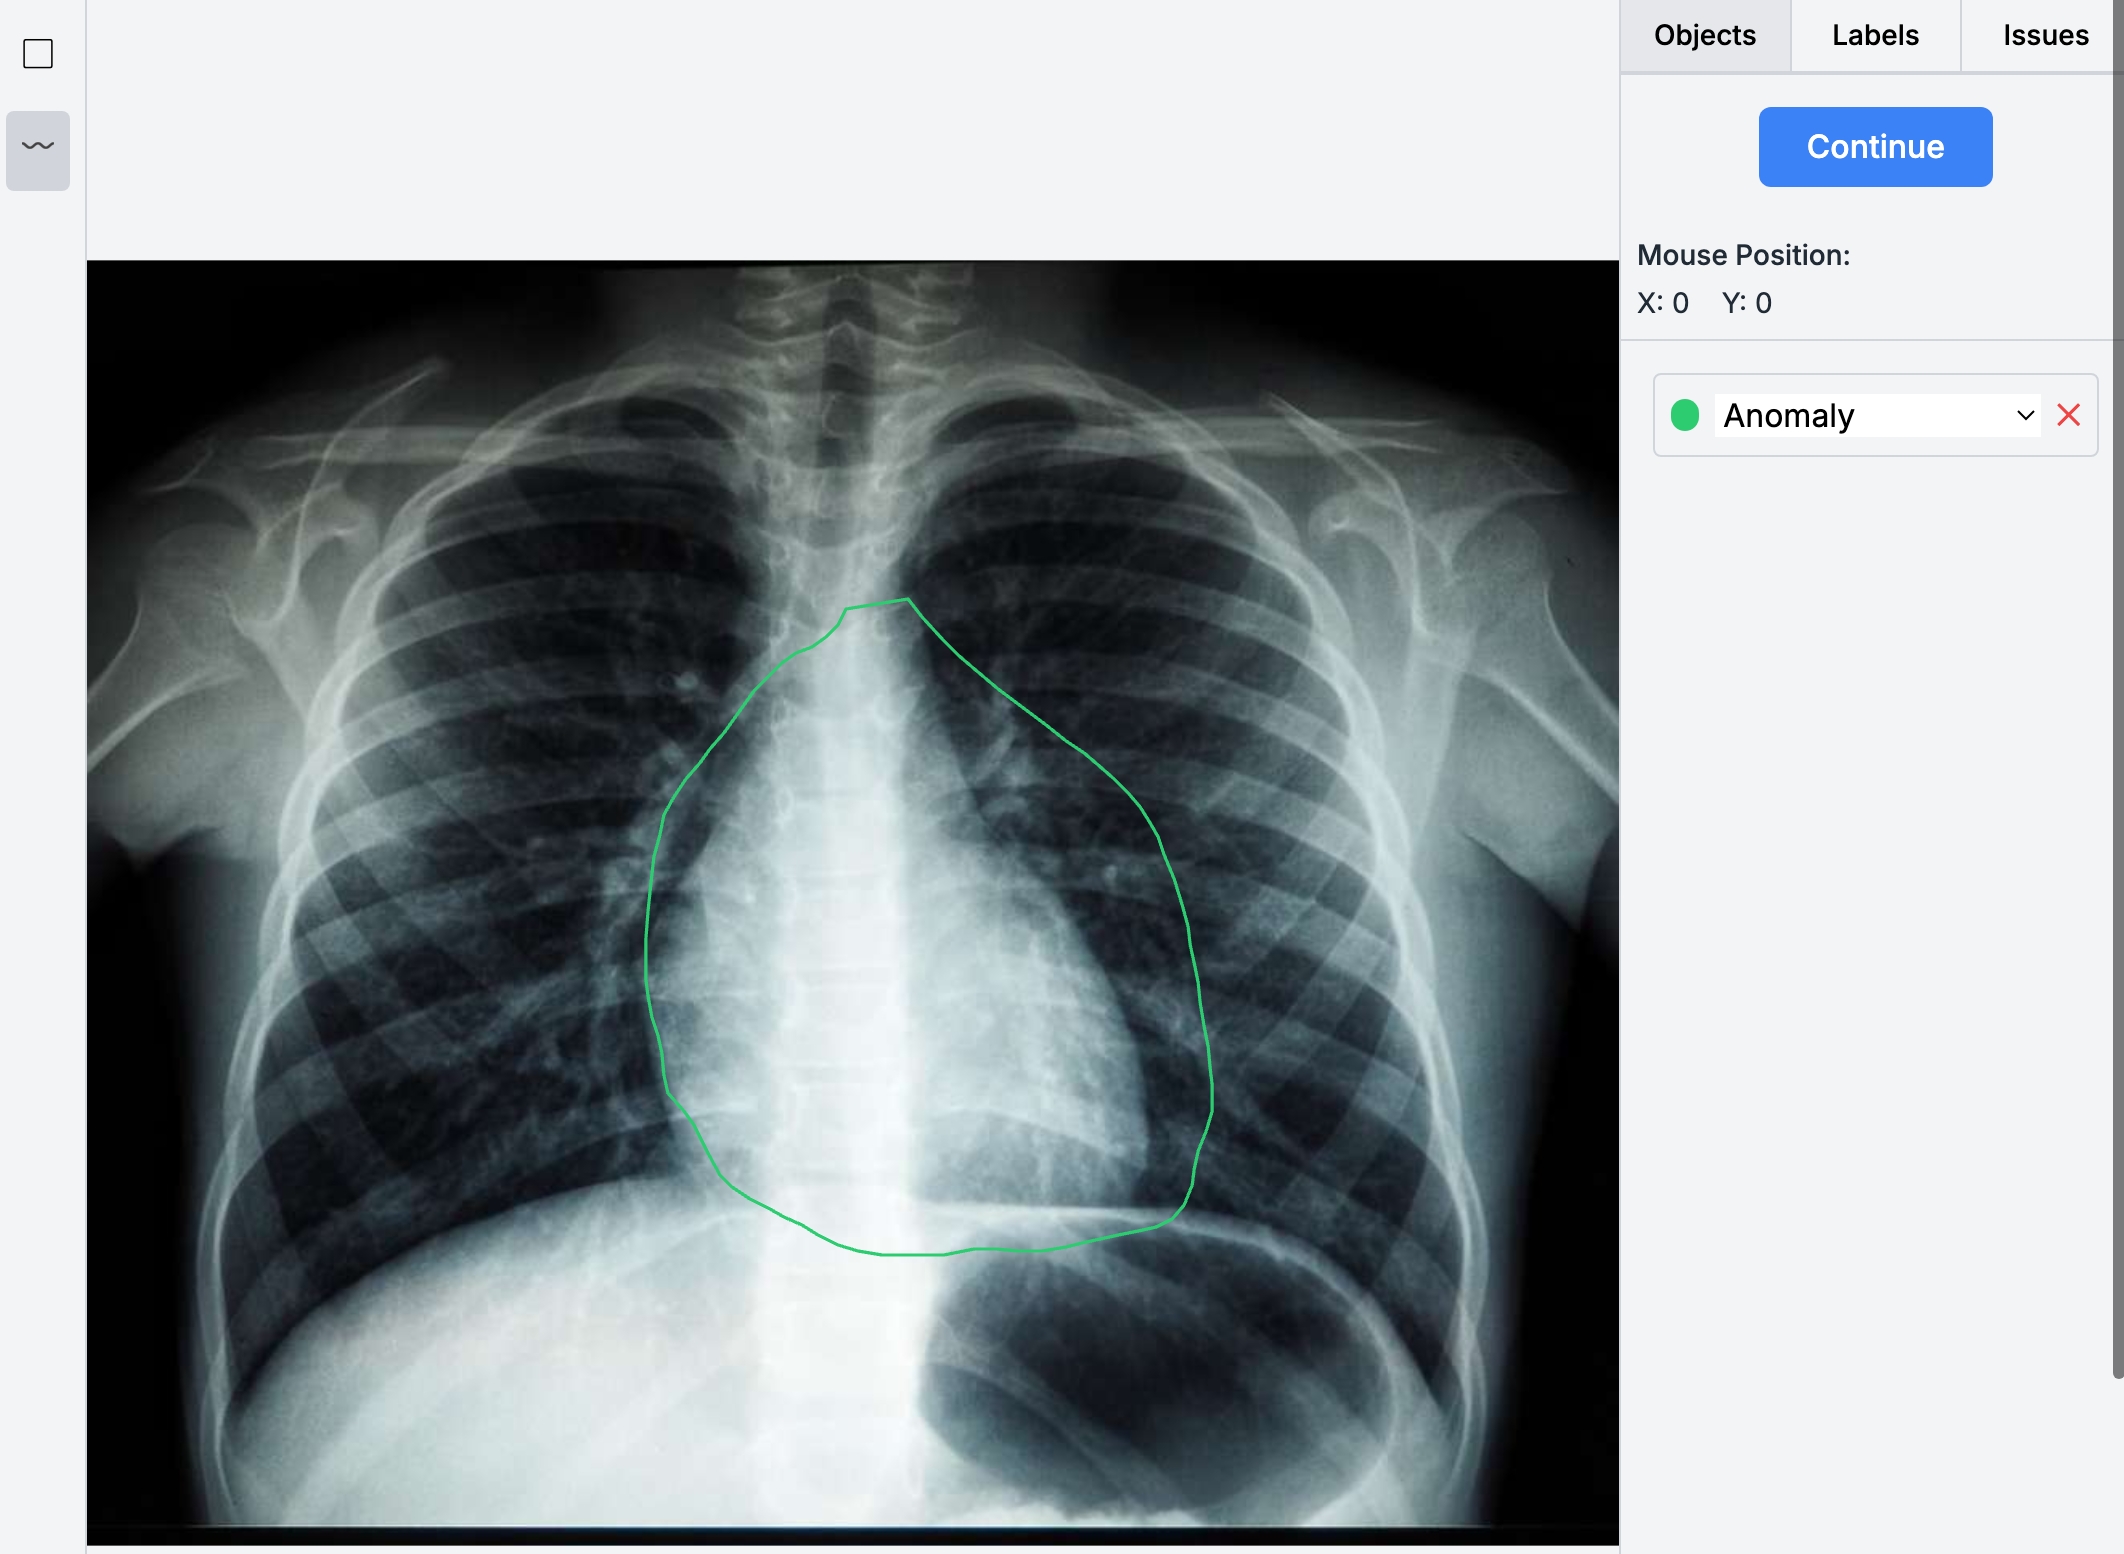 Objects
Labels
Issues
Continue
Mouse Position:
X: 0 Y: 0
Anomaly